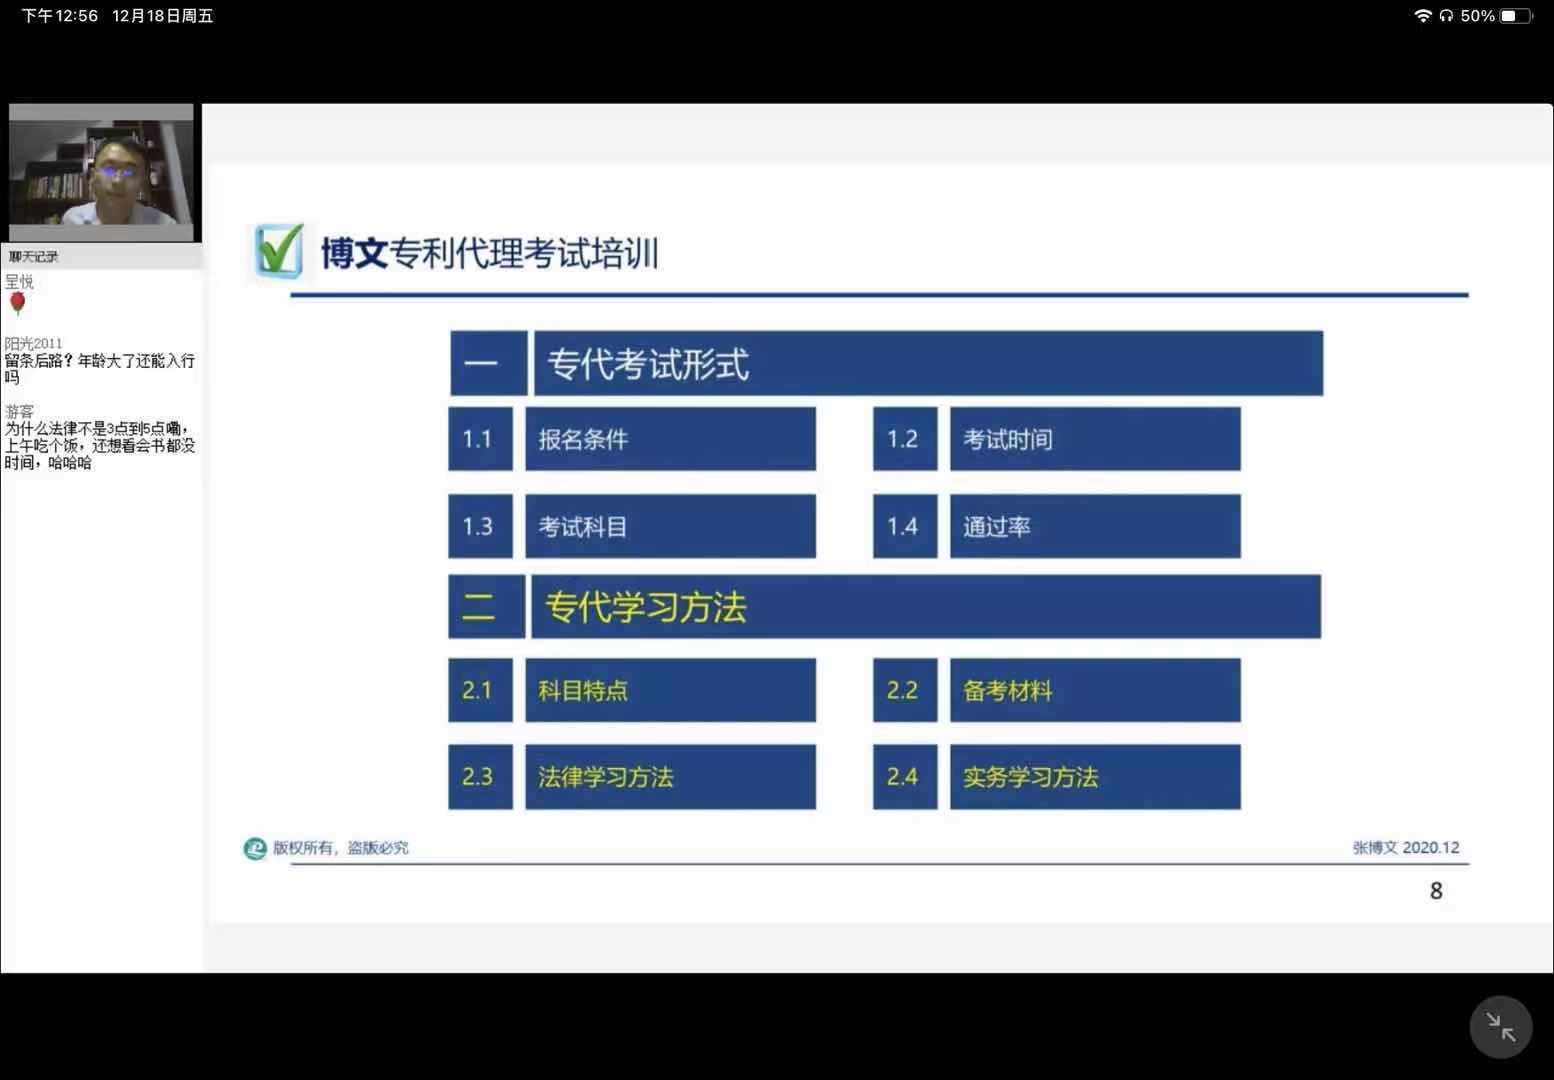 下午12:56 12月18日周五
50%
聊天记录
呈悦
阳光2011
留条后路？年龄大了还能入行
吗
游客
为什么法律不是3点到5点嘞，
上午吃个饭，还想看会书都没
时间，哈哈哈
博文专利代理考试培训
一 专代考试形式
1.1 报名条件 1.2 考试时间
1.3 考试科目 1.4 通过率
二 专代学习方法
2.1 科目特点 2.2 备考材料
2.3 法律学习方法 2.4 实务学习方法
版权所有，盗版必究
张博文 2020.12
8